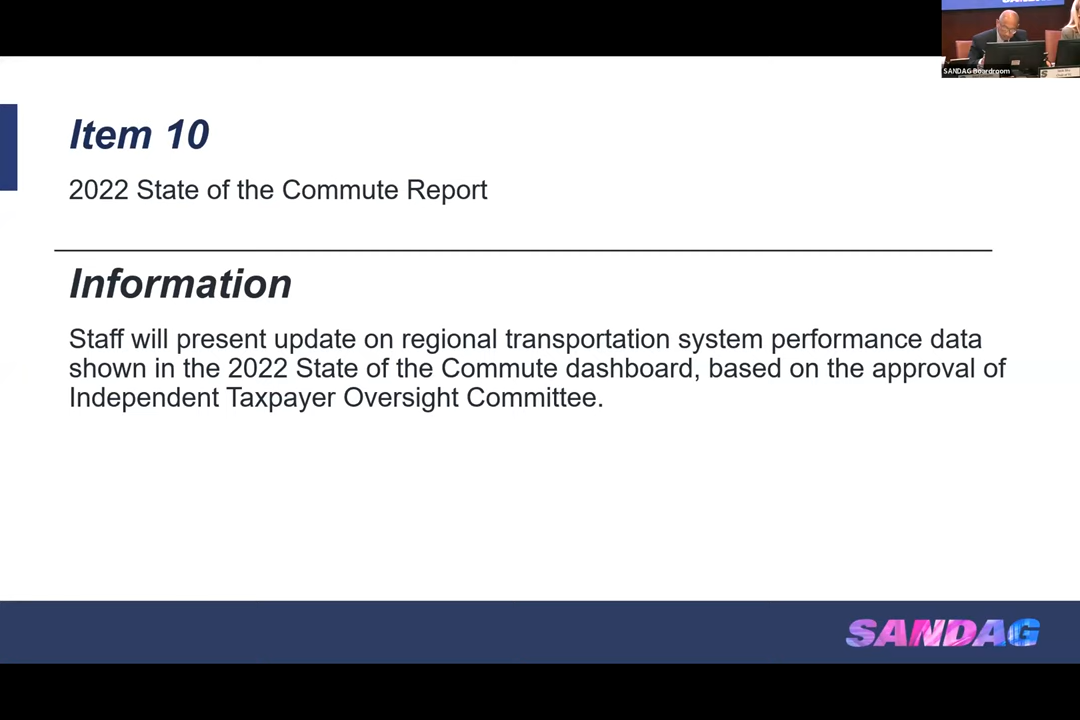 SANDAG Boardroom
Item 10
2022 State of the Commute Report
Information
Staff will present update on regional transportation system performance data
shown in the 2022 State of the Commute dashboard, based on the approval of
Independent Taxpayer Oversight Committee.
SANDAG